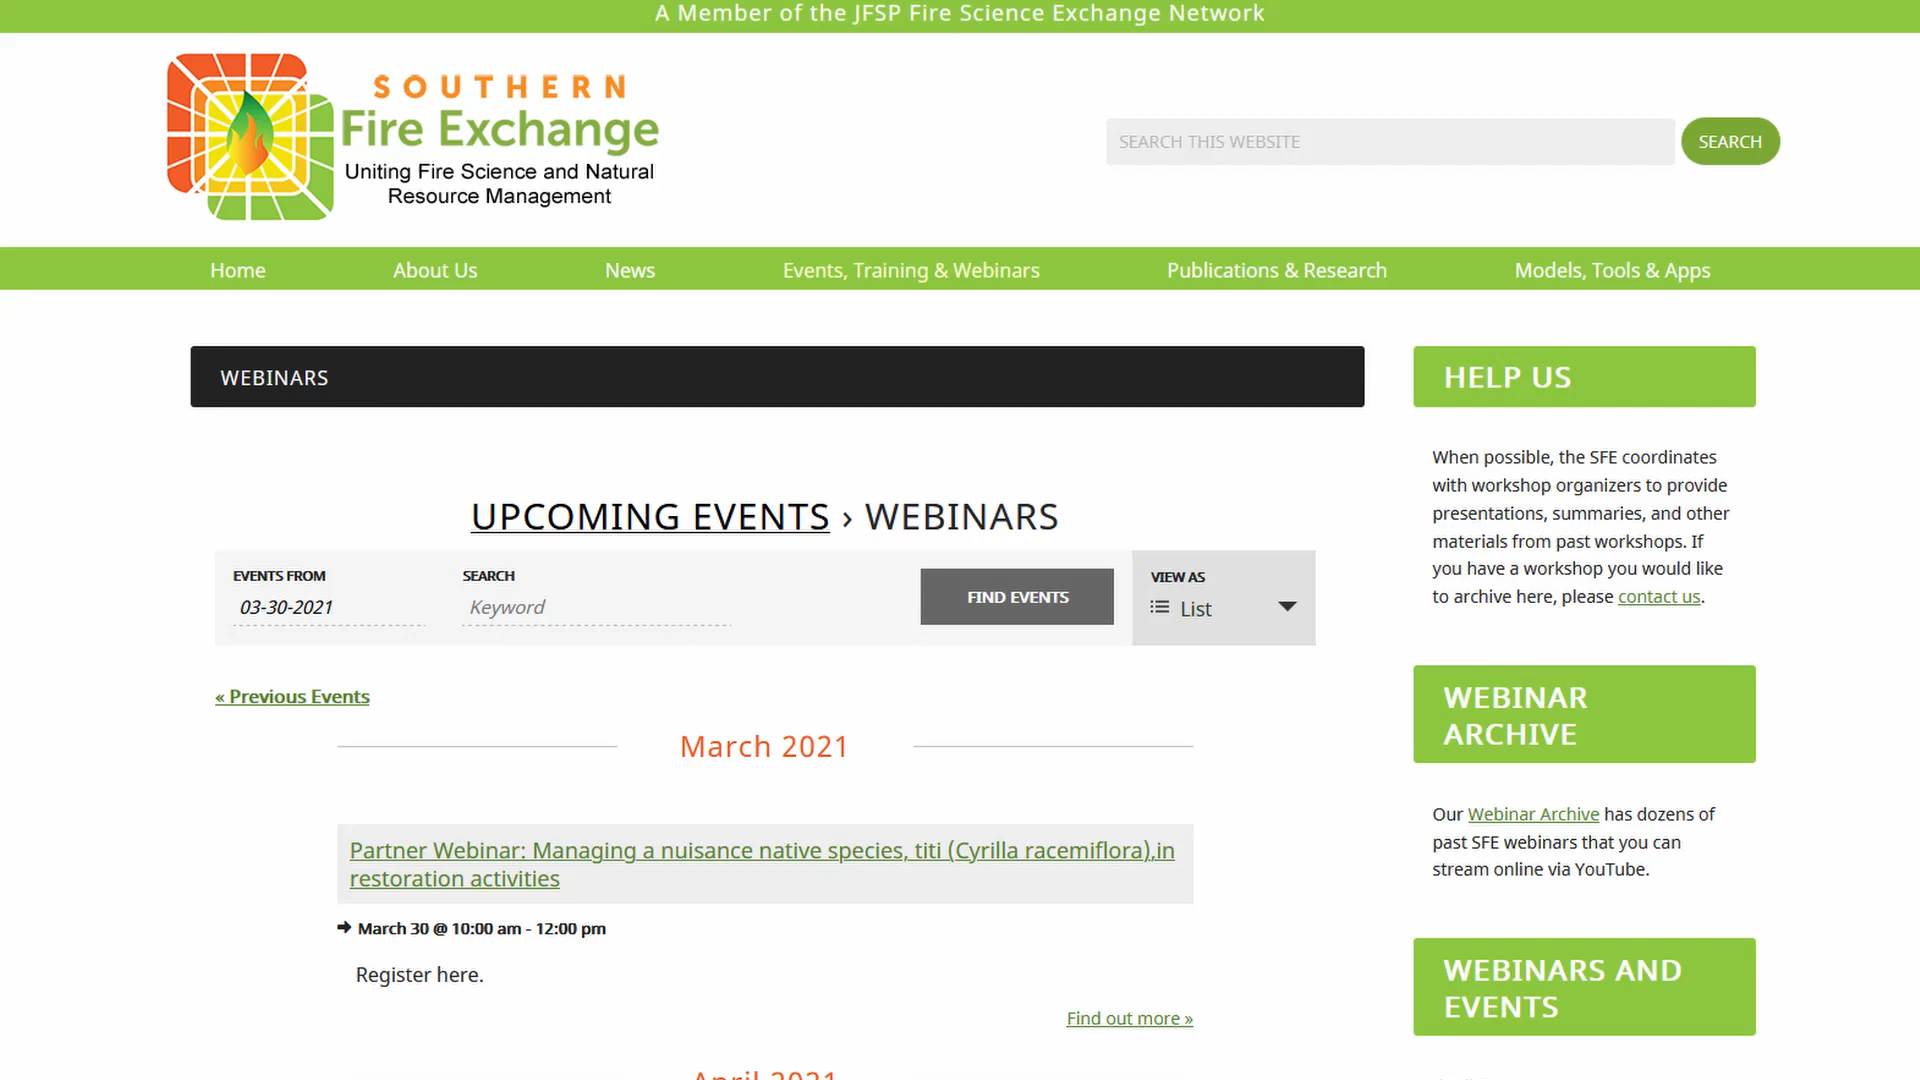 A Member of the JFSP Fire Science Exchange Network
SOUTHERN
Fire Exchange
Uniting Fire Science and Natural
Resource Management
SEARCH THIS WEBSITE
SEARCH
Home
About Us
News
Events, Training & Webinars
Publications & Research
Models, Tools & Apps
WEBINARS
UPCOMING EVENTS › WEBINARS
EVENTS FROM
03-30-2021
SEARCH
Keyword
FIND EVENTS
VIEW AS
List
« Previous Events
March 2021
Partner Webinar: Managing a nuisance native species, titi (Cyrilla racemiflora),in
restoration activities
March 30 @ 10:00 am - 12:00 pm
Register here.
Find out more »
April 2021
HELP US
When possible, the SFE coordinates
with workshop organizers to provide
presentations, summaries, and other
materials from past workshops. If
you have a workshop you would like
to archive here, please contact us.
WEBINAR
ARCHIVE
Our Webinar Archive has dozens of
past SFE webinars that you can
stream online via YouTube.
WEBINARS AND
EVENTS